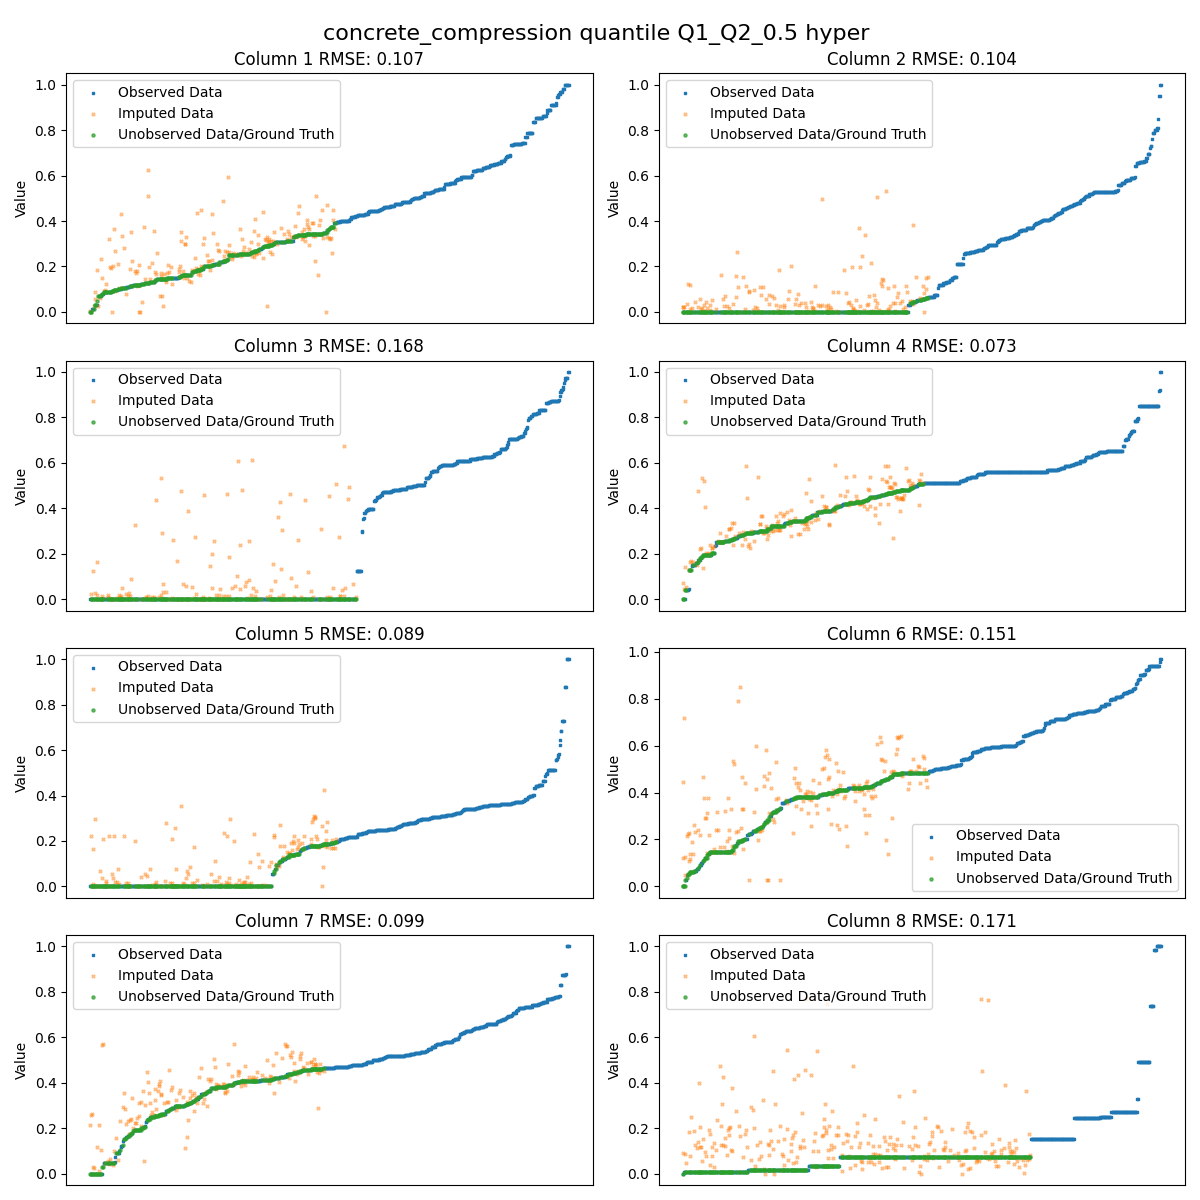 concrete_compression quantile Q1_Q2_0.5 hyper
Column 1 RMSE: 0.107
1.0
0.8
0.6
0.4
0.2
0.0
Value
Observed Data
Imputed Data
Unobserved Data/Ground Truth
Column 2 RMSE: 0.104
1.0
0.8
0.6
0.4
0.2
0.0
Value
Observed Data
Imputed Data
Unobserved Data/Ground Truth
Column 3 RMSE: 0.168
1.0
0.8
0.6
0.4
0.2
0.0
Value
Observed Data
Imputed Data
Unobserved Data/Ground Truth
Column 4 RMSE: 0.073
1.0
0.8
0.6
0.4
0.2
0.0
Value
Observed Data
Imputed Data
Unobserved Data/Ground Truth
Column 5 RMSE: 0.089
1.0
0.8
0.6
0.4
0.2
0.0
Value
Observed Data
Imputed Data
Unobserved Data/Ground Truth
Column 6 RMSE: 0.151
1.0
0.8
0.6
0.4
0.2
0.0
Value
Observed Data
Imputed Data
Unobserved Data/Ground Truth
Column 7 RMSE: 0.099
1.0
0.8
0.6
0.4
0.2
0.0
Value
Observed Data
Imputed Data
Unobserved Data/Ground Truth
Column 8 RMSE: 0.171
1.0
0.8
0.6
0.4
0.2
0.0
Value
Observed Data
Imputed Data
Unobserved Data/Ground Truth